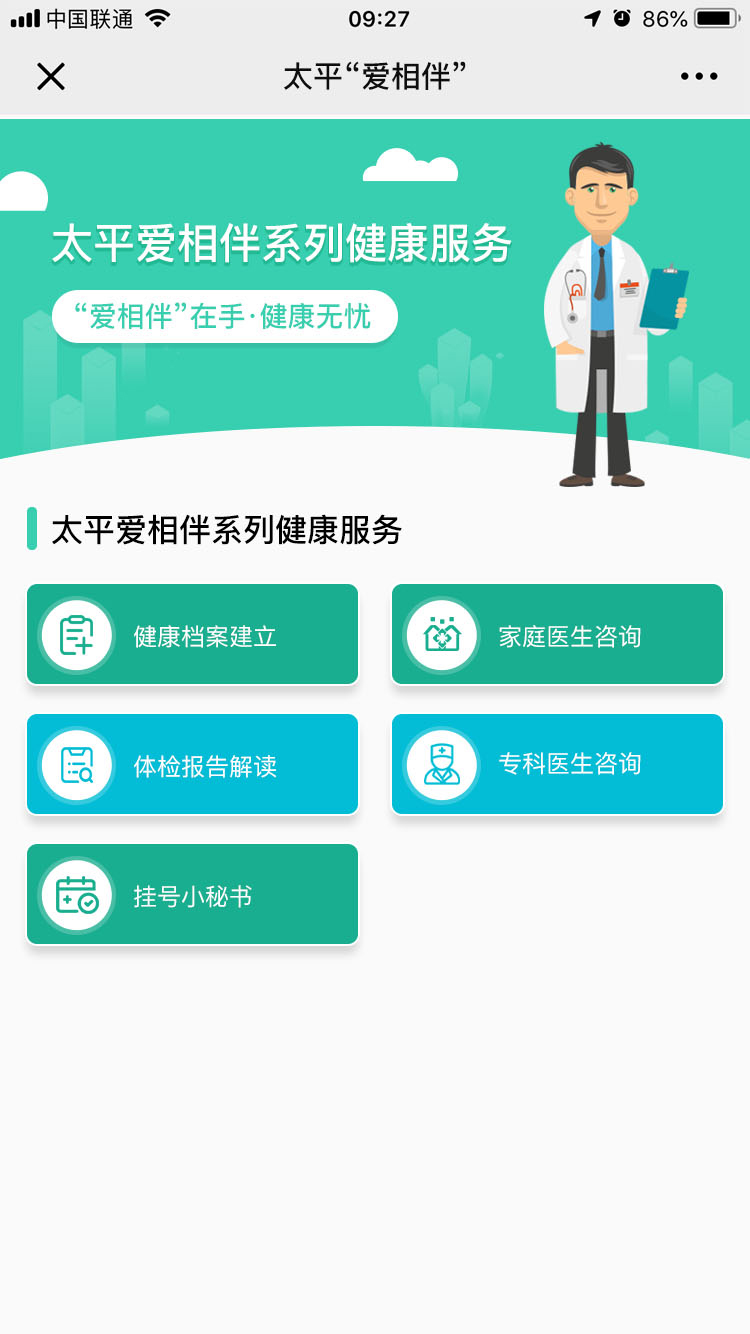 中国联通 09:27 86%
太平“爱相伴”
太平爱相伴系列健康服务
“爱相伴”在手·健康无忧
太平爱相伴系列健康服务
健康档案建立
家庭医生咨询
体检报告解读
专科医生咨询
挂号小秘书